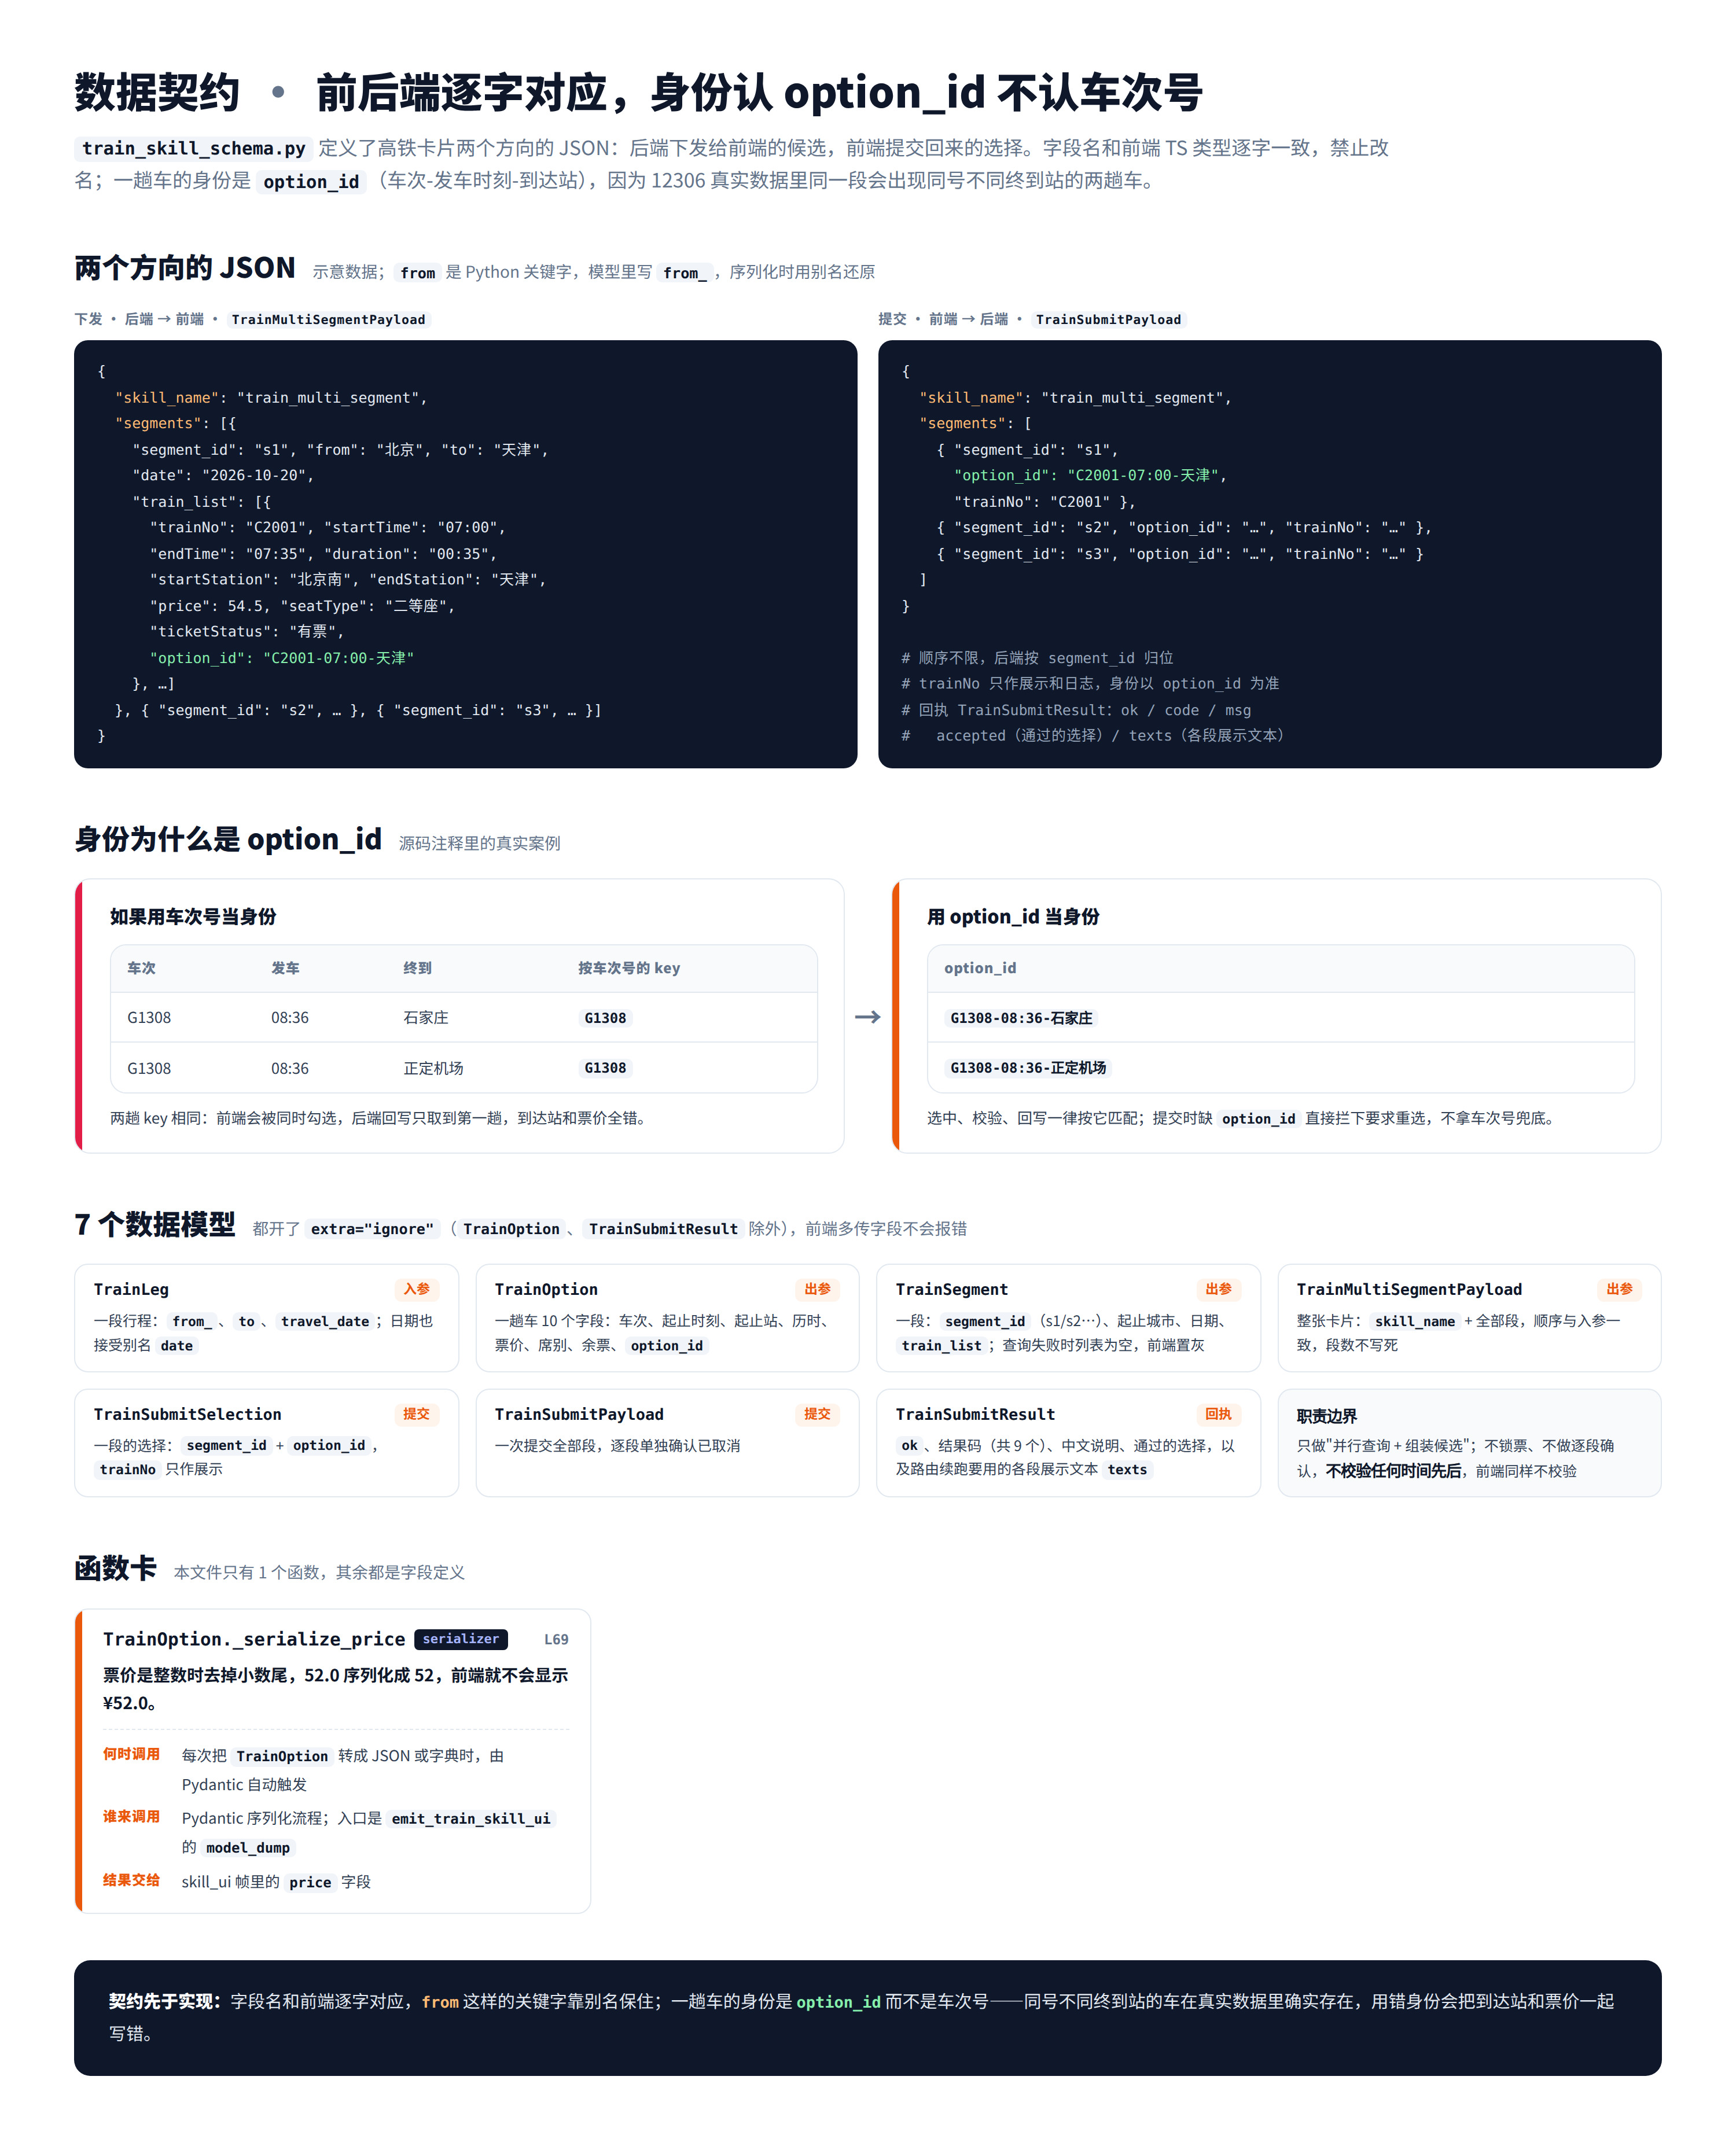 数据契约 · 前后端逐字对应，身份认 option_id 不认车次号
train_skill_schema.py 定义了高铁卡片两个方向的 JSON：后端下发给前端的候选，前端提交回来的选择。字段名和前端 TS 类型逐字一致，禁止改
名；一趟车的身份是 option_id（车次-发车时刻-到达站），因为 12306 真实数据里同一段会出现同号不同终到站的两趟车。
两个方向的 JSON 示意数据；from 是 Python 关键字，模型里写 from_，序列化时用别名还原
下发 · 后端 → 前端 · TrainMultiSegmentPayload
{
"skill_name": "train_multi_segment",
"segments": [{
"segment_id": "s1", "from": "北京", "to": "天津",
"date": "2026-10-20",
"train_list": [{
"trainNo": "C2001", "startTime": "07:00",
"endTime": "07:35", "duration": "00:35",
"startStation": "北京南", "endStation": "天津",
"price": 54.5, "seatType": "二等座",
"ticketStatus": "有票",
"option_id": "C2001-07:00-天津"
}, …]
}, { "segment_id": "s2", … }, { "segment_id": "s3", … }]
}
提交 · 前端 → 后端 · TrainSubmitPayload
{
"skill_name": "train_multi_segment",
"segments": [
{ "segment_id": "s1",
"option_id": "C2001-07:00-天津",
"trainNo": "C2001" },
{ "segment_id": "s2", "option_id": "…", "trainNo": "…" },
{ "segment_id": "s3", "option_id": "…", "trainNo": "…" }
]
}
# 顺序不限，后端按 segment_id 归位
# trainNo 只作展示和日志，身份以 option_id 为准
# 回执 TrainSubmitResult：ok / code / msg
# accepted（通过的选择）/ texts（各段展示文本）
身份为什么是 option_id 源码注释里的真实案例
如果用车次号当身份
车次 发车 终到 按车次号的 key
G1308 08:36 石家庄 G1308
G1308 08:36 正定机场 G1308
两趟 key 相同：前端会被同时勾选，后端回写只取到第一趟，到达站和票价全错。
→
用 option_id 当身份
option_id
G1308-08:36-石家庄
G1308-08:36-正定机场
选中、校验、回写一律按它匹配；提交时缺 option_id 直接拦下要求重选，不拿车次号兜底。
7 个数据模型 都开了 extra="ignore"（TrainOption、TrainSubmitResult 除外），前端多传字段不会报错
TrainLeg 入参
一段行程：from_、to、travel_date；日期也
接受别名 date
TrainOption 出参
一趟车 10 个字段：车次、起止时刻、起止站、历时、
票价、席别、余票、option_id
TrainSegment 出参
一段：segment_id（s1/s2…）、起止城市、日期、
train_list；查询失败时列表为空，前端置灰
TrainMultiSegmentPayload 出参
整张卡片：skill_name + 全部段，顺序与入参一
致，段数不写死
TrainSubmitSelection 提交
一段的选择：segment_id + option_id，
trainNo 只作展示
TrainSubmitPayload 提交
一次提交全部段，逐段单独确认已取消
TrainSubmitResult 回执
ok、结果码（共 9 个）、中文说明、通过的选择，以
及路由续跑要用的各段展示文本 texts
职责边界
只做"并行查询 + 组装候选"；不锁票、不做逐段确
认，不校验任何时间先后，前端同样不校验
函数卡 本文件只有 1 个函数，其余都是字段定义
TrainOption._serialize_price serializer L69
票价是整数时去掉小数尾，52.0 序列化成 52，前端就不会显示
¥52.0。
何时调用 每次把 TrainOption 转成 JSON 或字典时，由
Pydantic 自动触发
谁来调用 Pydantic 序列化流程；入口是 emit_train_skill_ui
的 model_dump
结果交给 skill_ui 帧里的 price 字段
契约先于实现：字段名和前端逐字对应，from 这样的关键字靠别名保住；一趟车的身份是 option_id 而不是车次号——同号不同终到站的车在真实数据里确实存在，用错身份会把到达站和票价一起
写错。